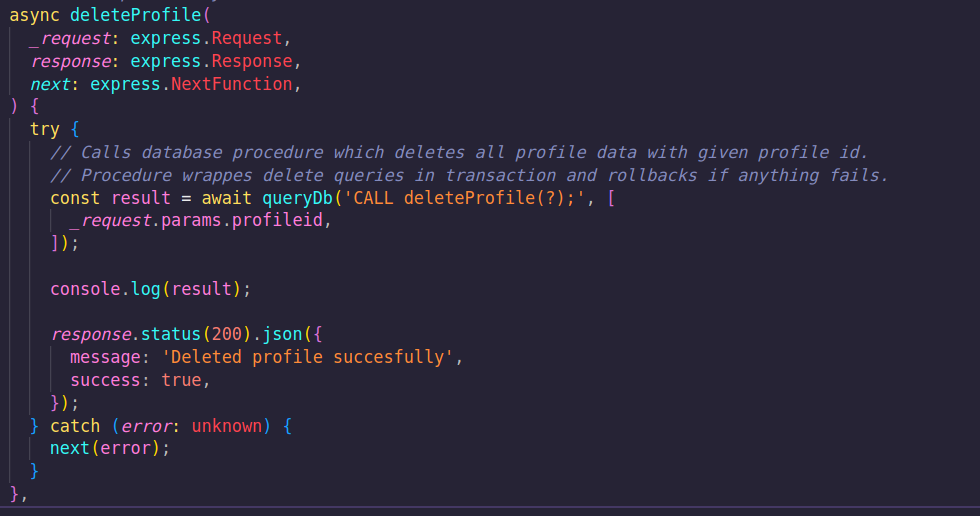 async deleteProfile(
  _request: express.Request,
  response: express.Response,
  next: express.NextFunction,
) {
  try {
    // Calls database procedure which deletes all profile data with given profile id.
    // Procedure wrappes delete queries in transaction and rollbacks if anything fails.
    const result = await queryDb('CALL deleteProfile(?);', [
      _request.params.profileid,
    ]);

    console.log(result);

    response.status(200).json({
      message: 'Deleted profile succesfully',
      success: true,
    });
  } catch (error: unknown) {
    next(error);
  }
},